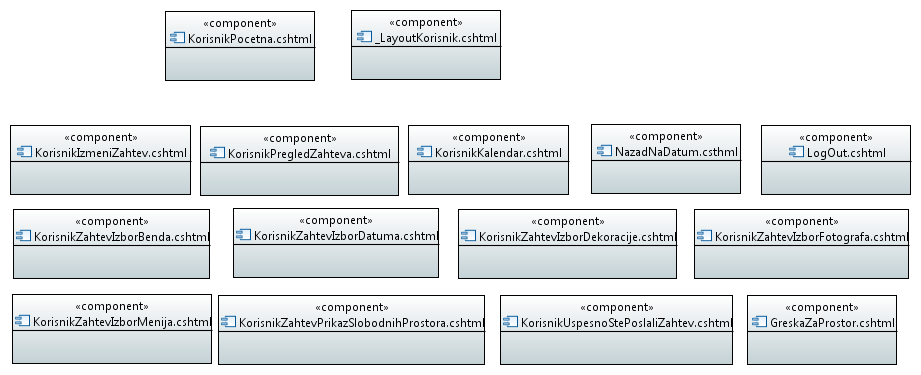 «component»
KorisnikPocetna.cshtml
«component»
_LayoutKorisnik.cshtml
«component»
KorisnikIzmeniZahtev.cshtml
«component»
KorisnikPregledZahteva.cshtml
«component»
KorisnikKalendar.cshtml
«component»
NazadNaDatum.csthml
«component»
LogOut.cshtml
«component»
KorisnikZahtevIzborBenda.cshtml
«component»
KorisnikZahtevIzborDatuma.cshtml
«component»
KorisnikZahtevIzborDekoracije.cshtml
«component»
KorisnikZahtevIzborFotografa.cshtml
«component»
KorisnikZahtevIzborMenija.cshtml
«component»
KorisnikZahtevPrikazSlobodnihProstora.cshtml
«component»
KorisnikUspesnoStePoslaliZahtev.cshtml
«component»
GreskaZaProstor.cshtml